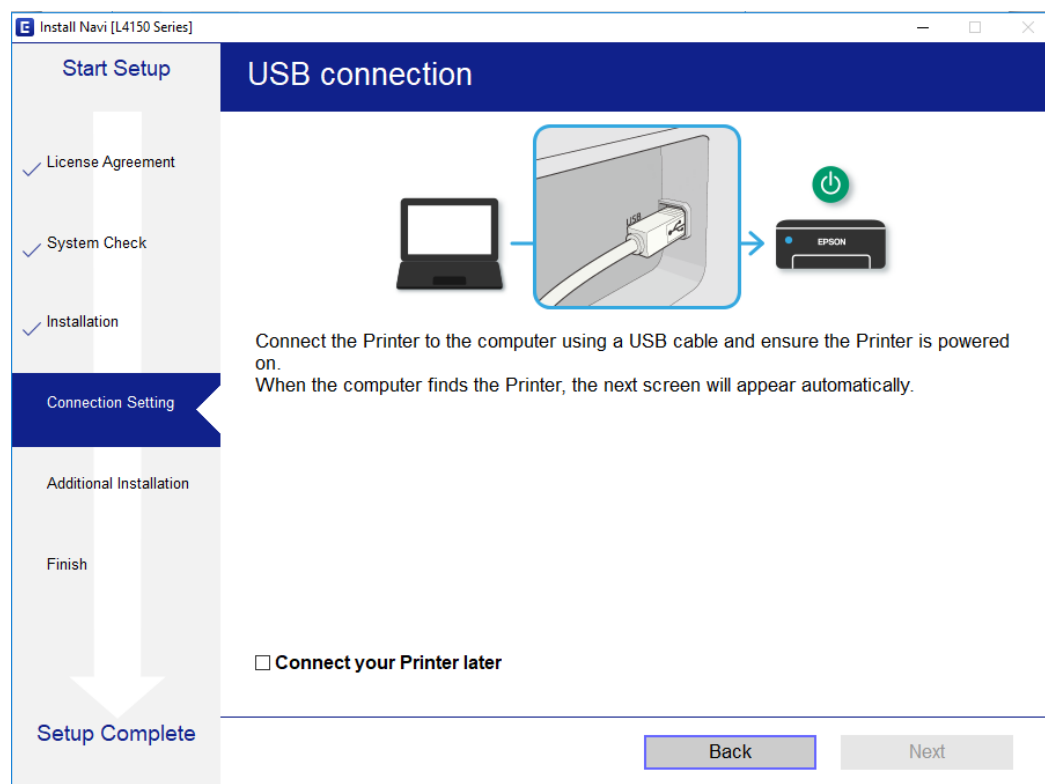 Install Navi [L4150 Series]
Start Setup
License Agreement
System Check
Installation
Connection Setting
Additional Installation
Finish
Setup Complete
USB connection
USB
EPSON
Connect the Printer to the computer using a USB cable and ensure the Printer is powered
on.
When the computer finds the Printer, the next screen will appear automatically.
Connect your Printer later
Back
Next